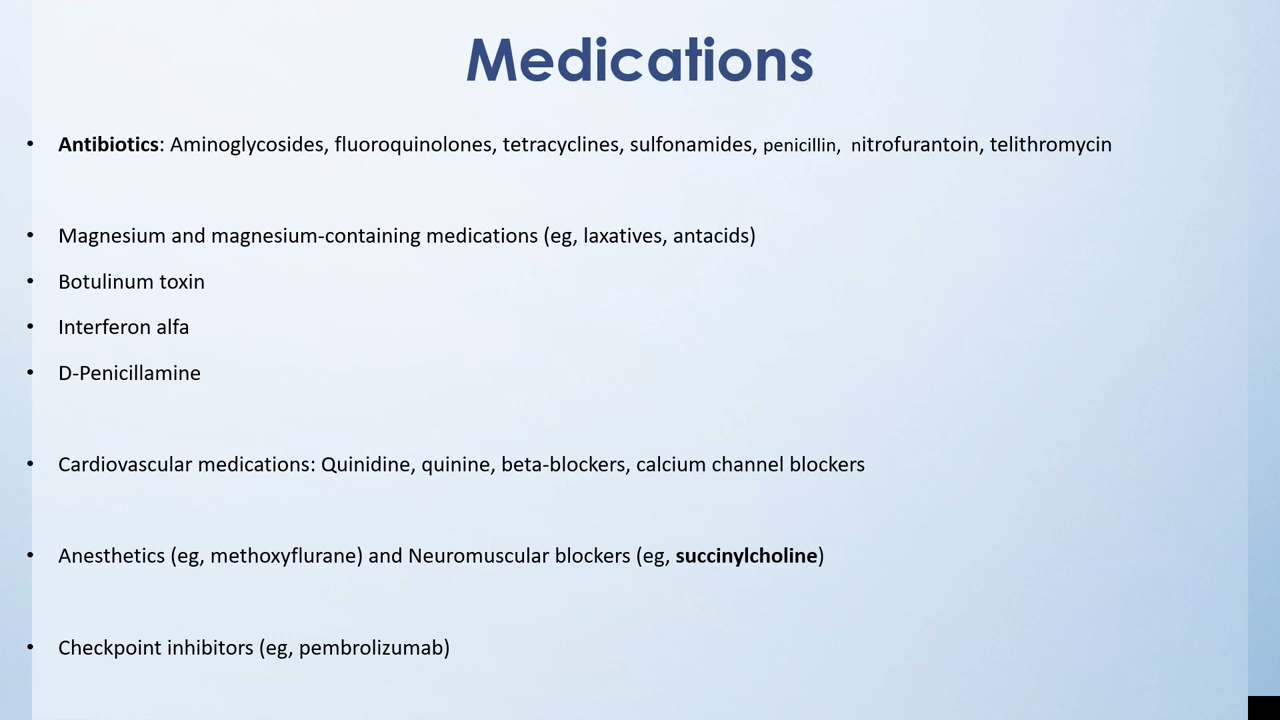 Medications
• Antibiotics: Aminoglycosides, fluoroquinolones, tetracyclines, sulfonamides, penicillin, nitrofurantoin, telithromycin
• Magnesium and magnesium-containing medications (eg, laxatives, antacids)
• Botulinum toxin
• Interferon alfa
• D-Penicillamine
• Cardiovascular medications: Quinidine, quinine, beta-blockers, calcium channel blockers
• Anesthetics (eg, methoxyflurane) and Neuromuscular blockers (eg, succinylcholine)
• Checkpoint inhibitors (eg, pembrolizumab)